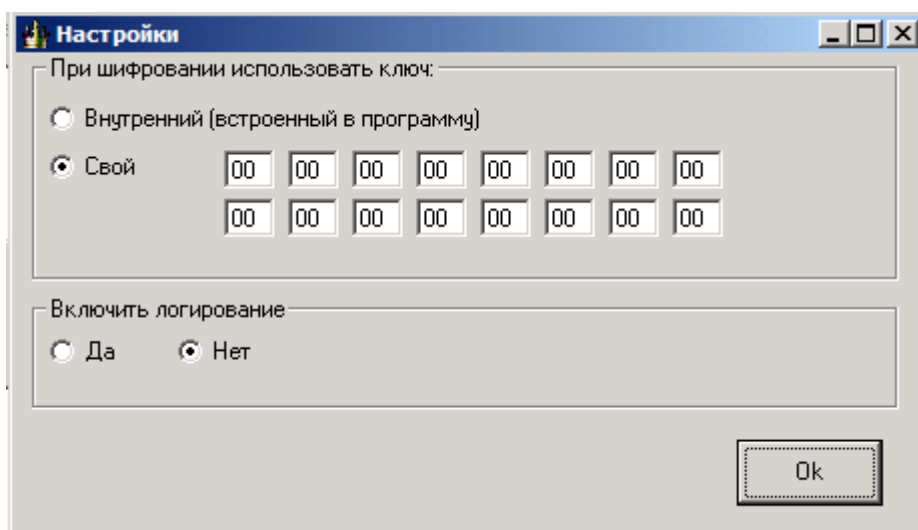 Настройки
При шифровании использовать ключ:
Внутренний (встроенный в программу)
Свой 00 00 00 00 00 00 00 00
00 00 00 00 00 00 00 00
Включить логирование
Да Нет
Ok